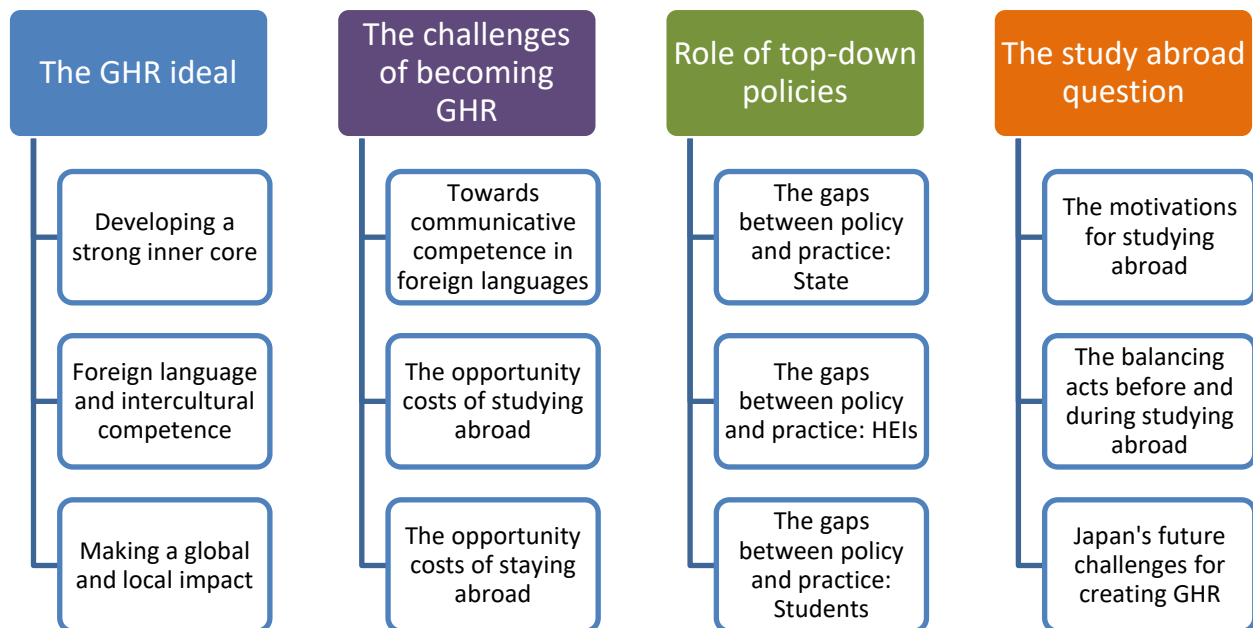 The GHR ideal
Developing a
strong inner core
Foreign language
and intercultural
competence
Making a global
and local impact
The challenges
of becoming
GHR
Towards
communicative
competence in
foreign languages
The opportunity
costs of studying
abroad
The opportunity
costs of staying
abroad
Role of top-down
policies
The gaps
between policy
and practice:
State
The gaps
between policy
and practice: HEIs
The gaps
between policy
and practice:
Students
The study abroad
question
The motivations
for studying
abroad
The balancing
acts before and
during studying
abroad
Japan's future
challenges for
creating GHR